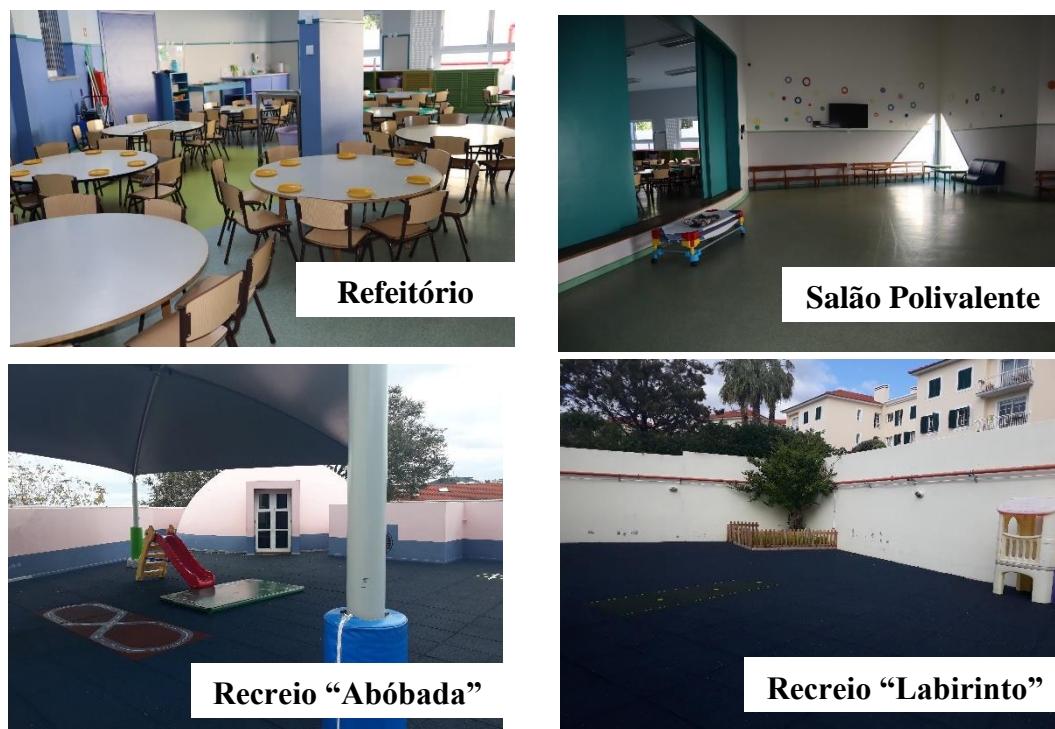 Refeitório
Salão Polivalente
Recreio “Abóbada”
Recreio “Labirinto”